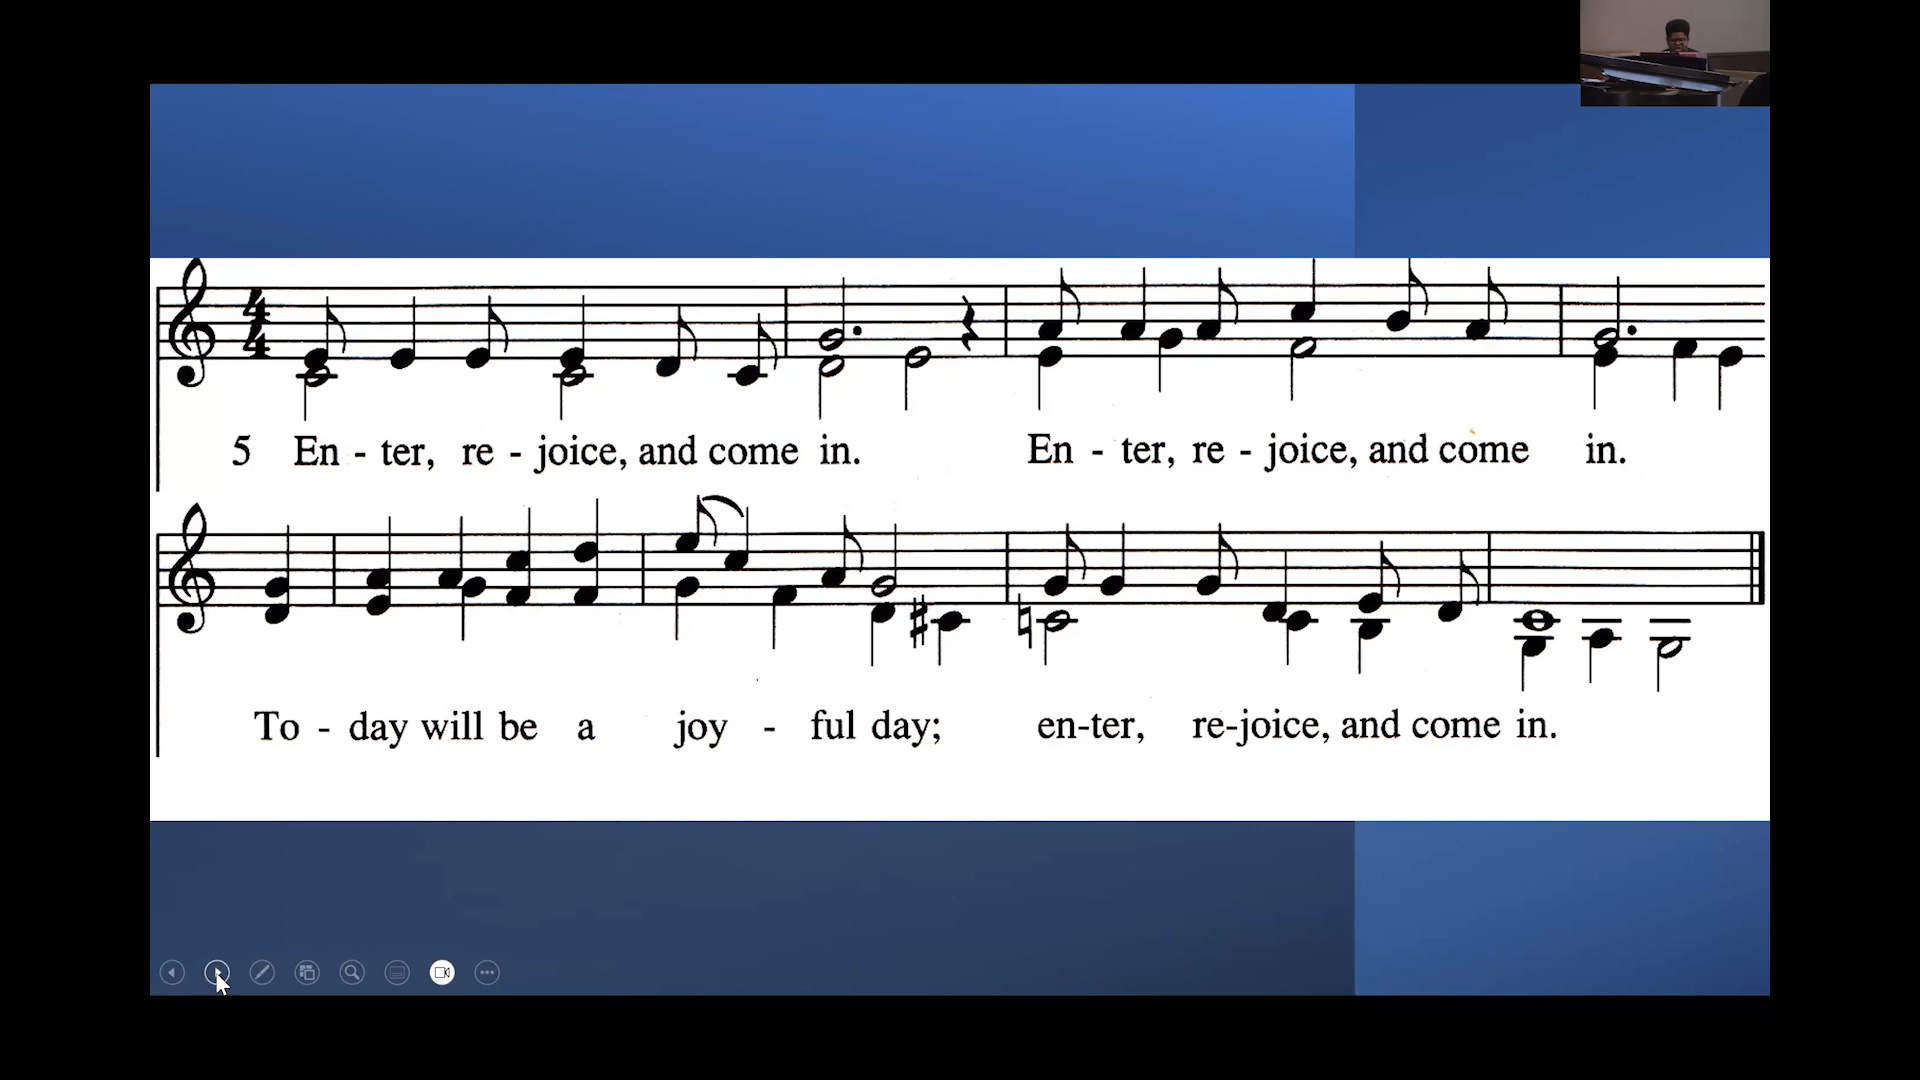 5 En - ter, re - joice, and come in. En - ter, re - joice, and come in.
To - day will be a joy - ful day; en-ter, re-joice, and come in.